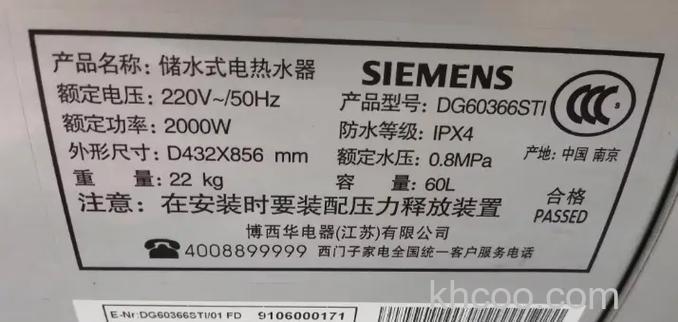 产品名称: 储水式电热水器
SIEMENS
额定电压: 220V~/50Hz
产品型号: DG60366STI
CCC S
额定功率: 2000W
防水等级: IPX4
外形尺寸: D432X856 mm
额定水压: 0.8MPa
产地: 中国 南京
重 量: 22 kg
容 量: 60L
注意: 在安装时要装配压力释放装置
合格
PASSED
博西华电器(江苏)有限公司
4008899999 西门子家电全国统一客户服务电话
E-Nr:DG60366STI/01 FD 9106000171
khcoo.com